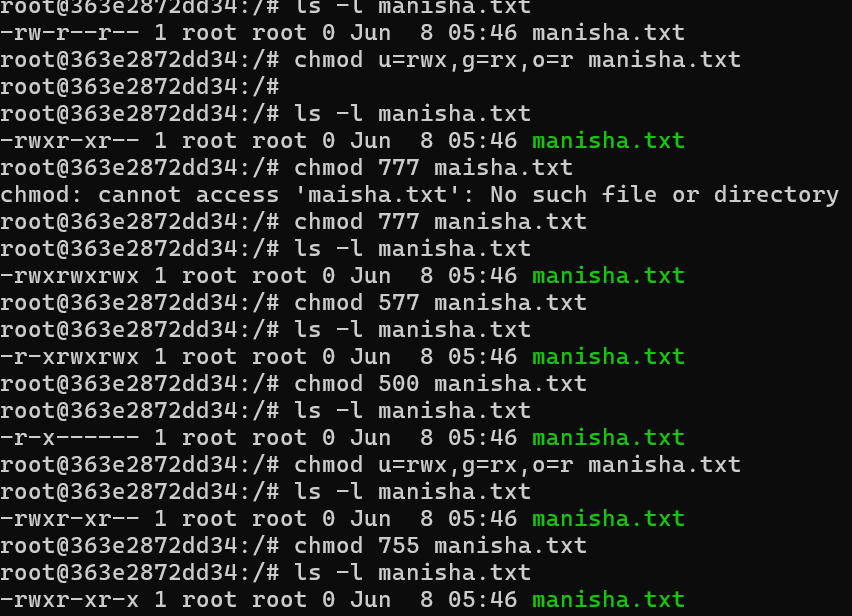 root@363e2872dd34:/# ls -l manisha.txt
-rw-r--r-- 1 root root 0 Jun  8 05:46 manisha.txt
root@363e2872dd34:/# chmod u=rwx,g=rx,o=r manisha.txt
root@363e2872dd34:/#
root@363e2872dd34:/# ls -l manisha.txt
-rwxr-xr-- 1 root root 0 Jun  8 05:46 manisha.txt
root@363e2872dd34:/# chmod 777 maisha.txt
chmod: cannot access 'maisha.txt': No such file or directory
root@363e2872dd34:/# chmod 777 manisha.txt
root@363e2872dd34:/# ls -l manisha.txt
-rwxrwxrwx 1 root root 0 Jun  8 05:46 manisha.txt
root@363e2872dd34:/# chmod 577 manisha.txt
root@363e2872dd34:/# ls -l manisha.txt
-r-xrwxrwx 1 root root 0 Jun  8 05:46 manisha.txt
root@363e2872dd34:/# chmod 500 manisha.txt
root@363e2872dd34:/# ls -l manisha.txt
-r-x------ 1 root root 0 Jun  8 05:46 manisha.txt
root@363e2872dd34:/# chmod u=rwx,g=rx,o=r manisha.txt
root@363e2872dd34:/# ls -l manisha.txt
-rwxr-xr-- 1 root root 0 Jun  8 05:46 manisha.txt
root@363e2872dd34:/# chmod 755 manisha.txt
root@363e2872dd34:/# ls -l manisha.txt
-rwxr-xr-x 1 root root 0 Jun  8 05:46 manisha.txt